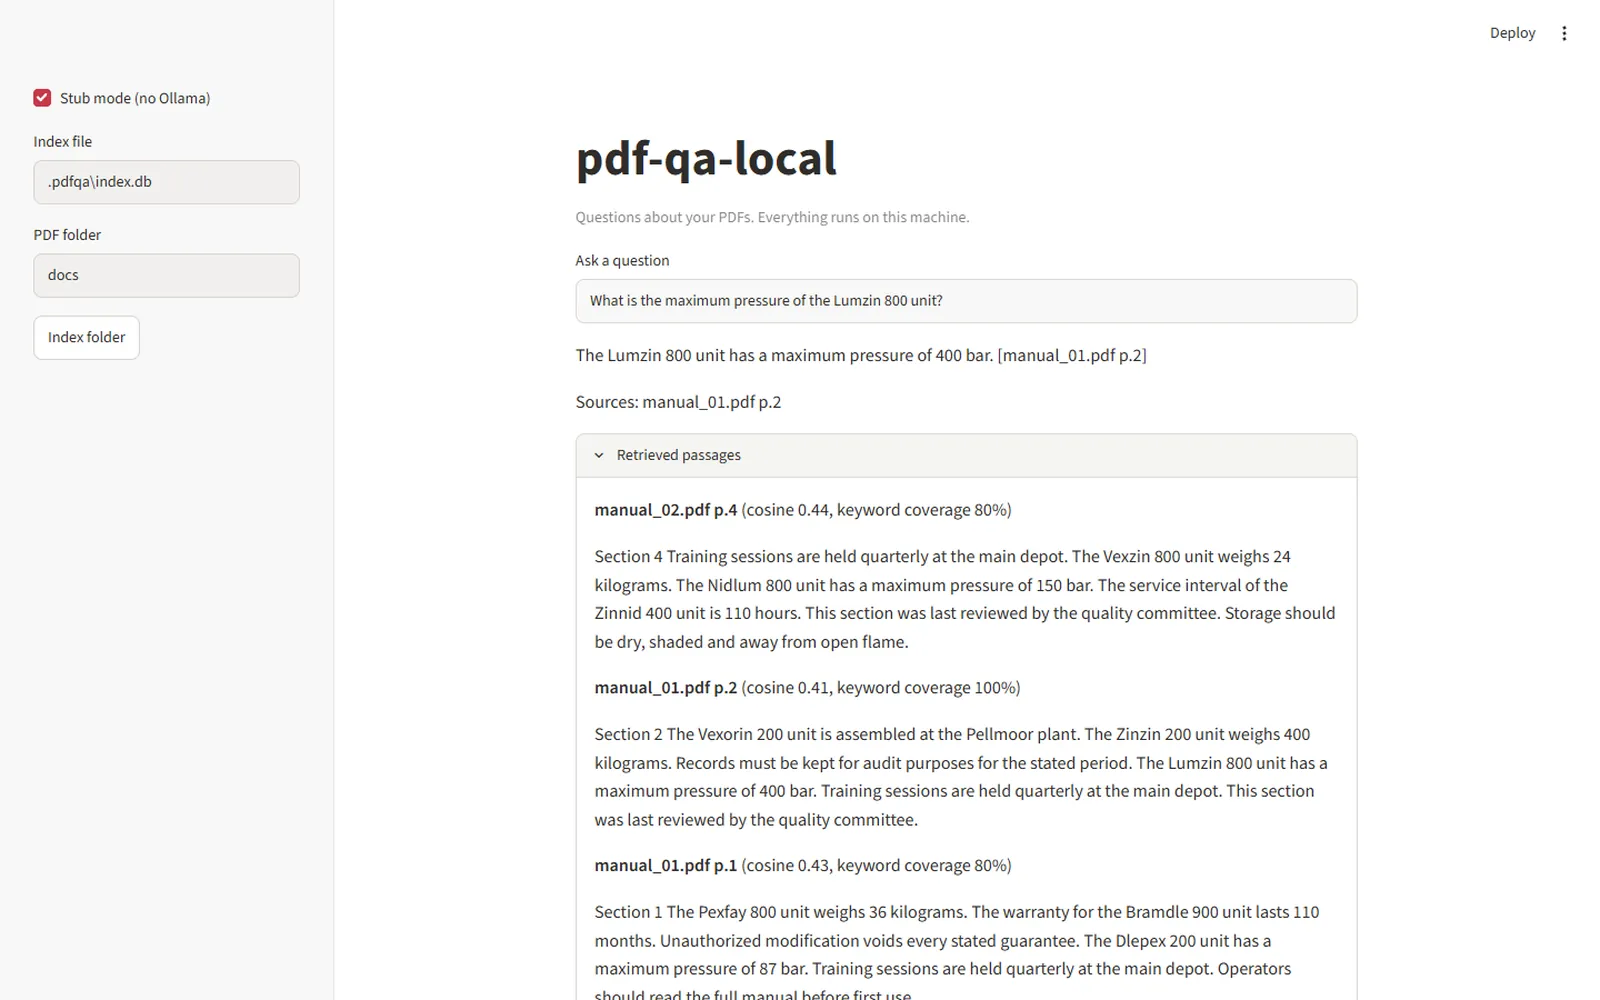 Deploy
Stub mode (no Ollama)
Index file
.pdfqa\index.db
PDF folder
docs
Index folder
pdf-qa-local
Questions about your PDFs. Everything runs on this machine.
Ask a question
What is the maximum pressure of the Lumzin 800 unit?
The Lumzin 800 unit has a maximum pressure of 400 bar. [manual_01.pdf p.2]
Sources: manual_01.pdf p.2
Retrieved passages
manual_02.pdf p.4 (cosine 0.44, keyword coverage 80%)
Section 4 Training sessions are held quarterly at the main depot. The Vexzin 800 unit weighs 24
kilograms. The Nidlum 800 unit has a maximum pressure of 150 bar. The service interval of the
Zinnid 400 unit is 110 hours. This section was last reviewed by the quality committee. Storage should
be dry, shaded and away from open flame.
manual_01.pdf p.2 (cosine 0.41, keyword coverage 100%)
Section 2 The Vexorin 200 unit is assembled at the Pellmoor plant. The Zinzin 200 unit weighs 400
kilograms. Records must be kept for audit purposes for the stated period. The Lumzin 800 unit has a
maximum pressure of 400 bar. Training sessions are held quarterly at the main depot. This section
was last reviewed by the quality committee.
manual_01.pdf p.1 (cosine 0.43, keyword coverage 80%)
Section 1 The Pexfay 800 unit weighs 36 kilograms. The warranty for the Bramdle 900 unit lasts 110
months. Unauthorized modification voids every stated guarantee. The Dlepex 200 unit has a
maximum pressure of 87 bar. Training sessions are held quarterly at the main depot. Operators
should read the full manual before first use.